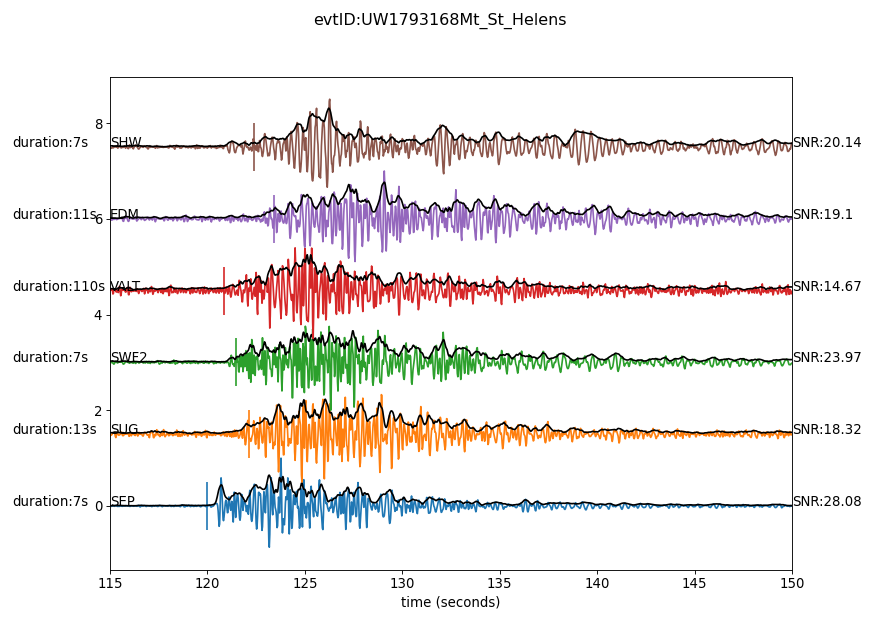 evtID:UW1793168Mt_St_Helens
8
duration:7s SHW SNR:20.14
duration:11s EDM SNR:19.1
6
duration:110s VALT SNR:14.67
4
duration:7s SWF2 SNR:23.97
2
duration:13s SUG SNR:18.32
duration:7s SEP SNR:28.08
0
115 120 125 130 135 140 145 150
time (seconds)